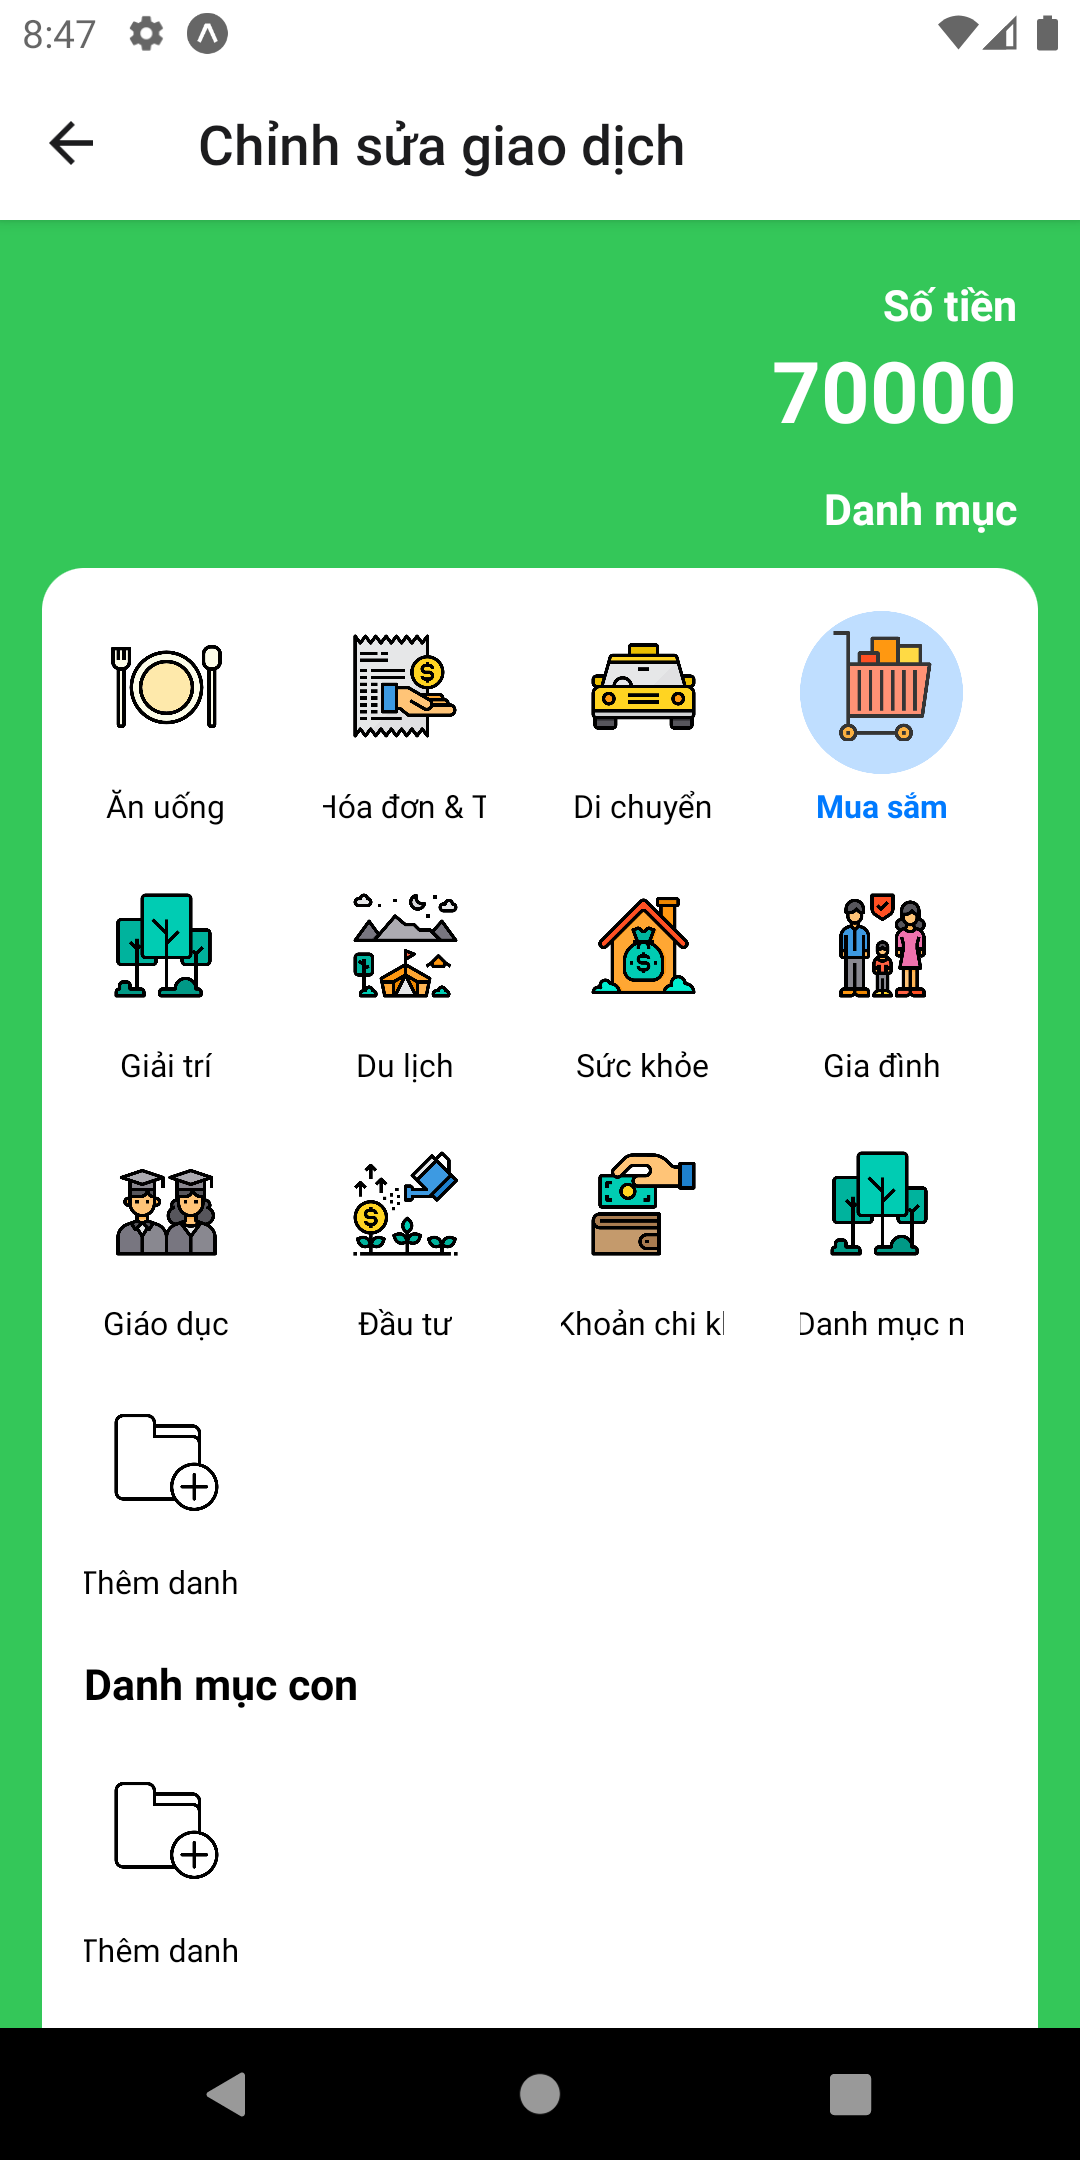 8:47
Chỉnh sửa giao dịch
Số tiền
70000
Danh mục
Ăn uống
Hóa đơn & T
Di chuyển
Mua sắm
Giải trí
Du lịch
Sức khỏe
Gia đình
Giáo dục
Đầu tư
Khoản chi kh
Danh mục n
Thêm danh
Danh mục con
Thêm danh